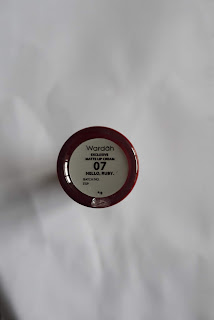 Wardah
EXCLUSIVE
MATTE LIP CREAM
07
HELLO, RUBY.